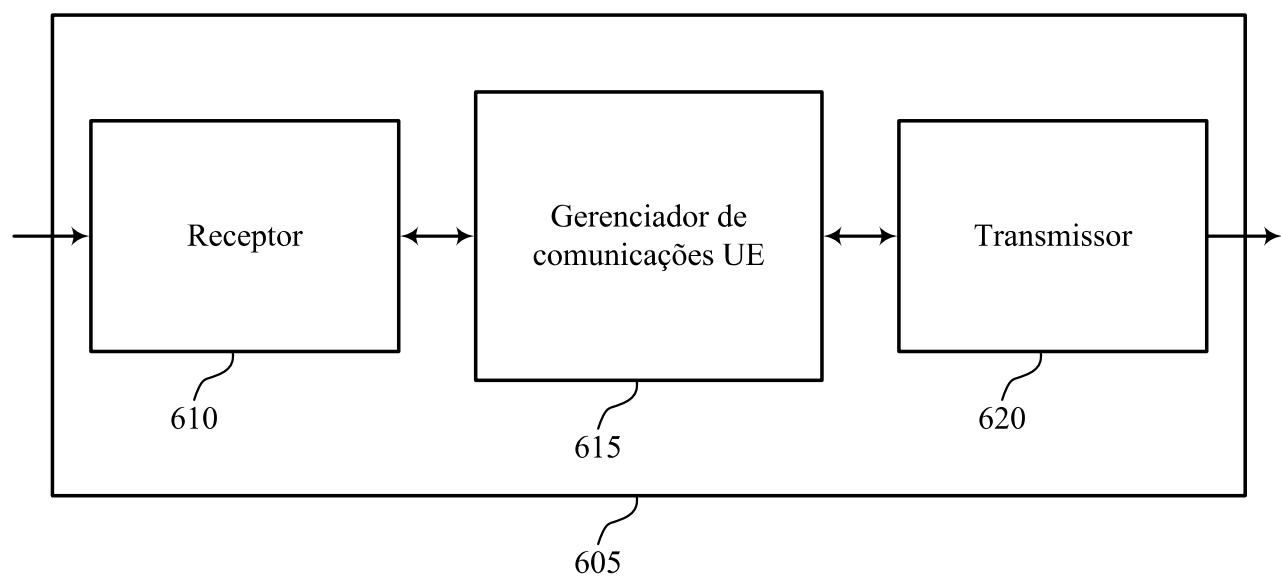 Receptor
Gerenciador de
comunicações UE
Transmissor
610
615
620
605